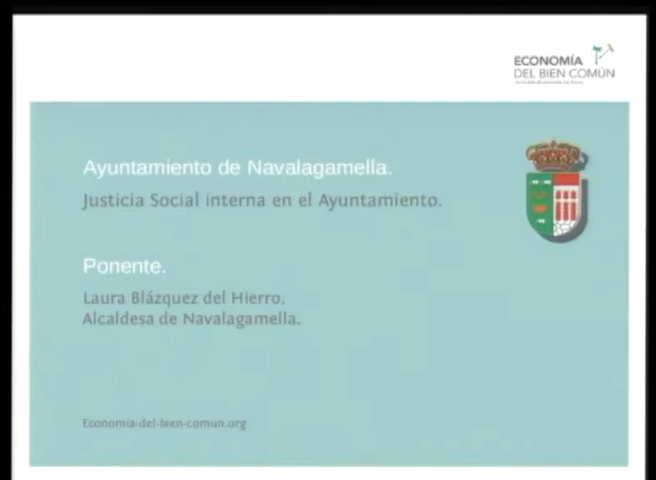 ECONOMÍA
DEL BIEN COMÚN
Ayuntamiento de Navalagamella.
Justicia Social interna en el Ayuntamiento.
Ponente.
Laura Blázquez del Hierro.
Alcaldesa de Navalagamella.
Economia-del-bien-comun.org